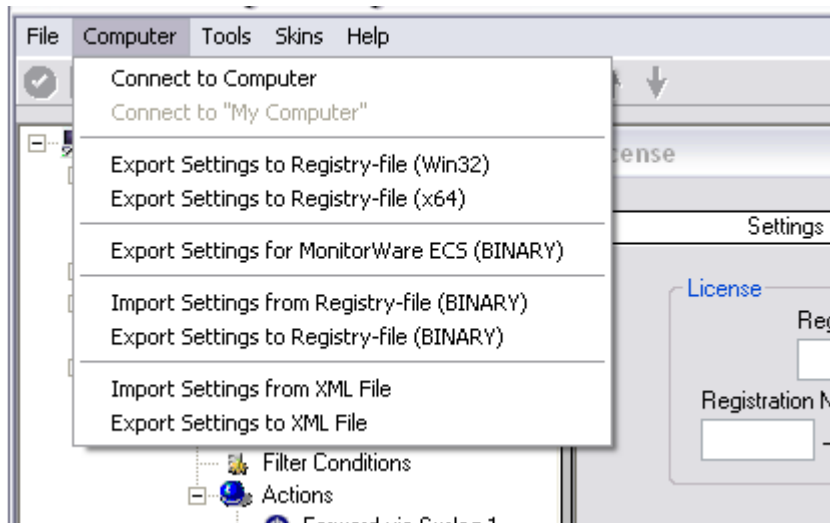 File Computer Tools Skins Help
Connect to Computer
Connect to "My Computer"
Export Settings to Registry-file (Win32)
Export Settings to Registry-file (x64)
Export Settings for MonitorWare ECS (BINARY)
Import Settings from Registry-file (BINARY)
Export Settings to Registry-file (BINARY)
Import Settings from XML File
Export Settings to XML File
Settings
License
Registration
Filter Conditions
Actions